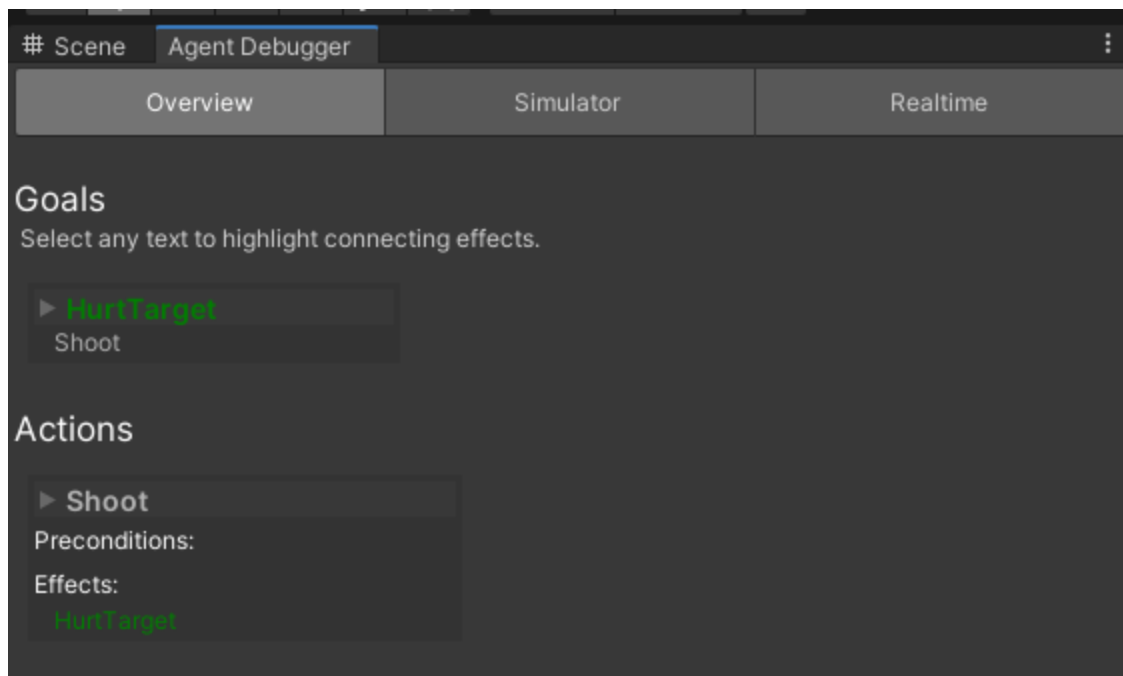 Scene Agent Debugger
Overview Simulator Realtime
Goals
Select any text to highlight connecting effects.
HurtTarget
Shoot
Actions
Shoot
Preconditions:
Effects:
HurtTarget